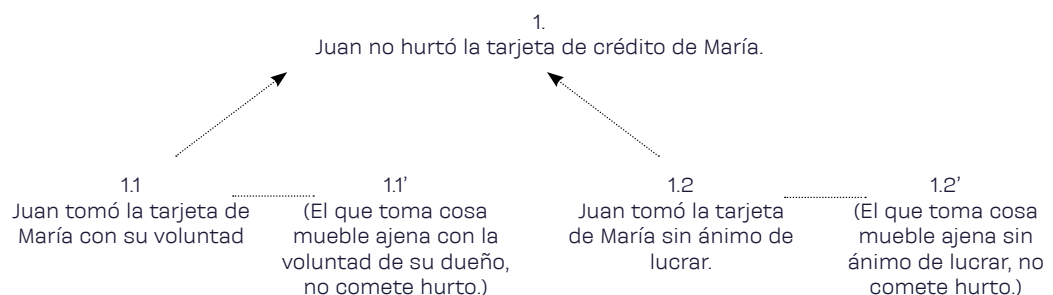 1.
Juan no hurtó la tarjeta de crédito de María.
1.1
Juan tomó la tarjeta de
María con su voluntad
1.1’
(El que toma cosa
mueble ajena con la
voluntad de su dueño,
no comete hurto.)
1.2
Juan tomó la tarjeta
de María sin ánimo de
lucrar.
1.2’
(El que toma cosa
mueble ajena sin
ánimo de lucrar, no
comete hurto.)